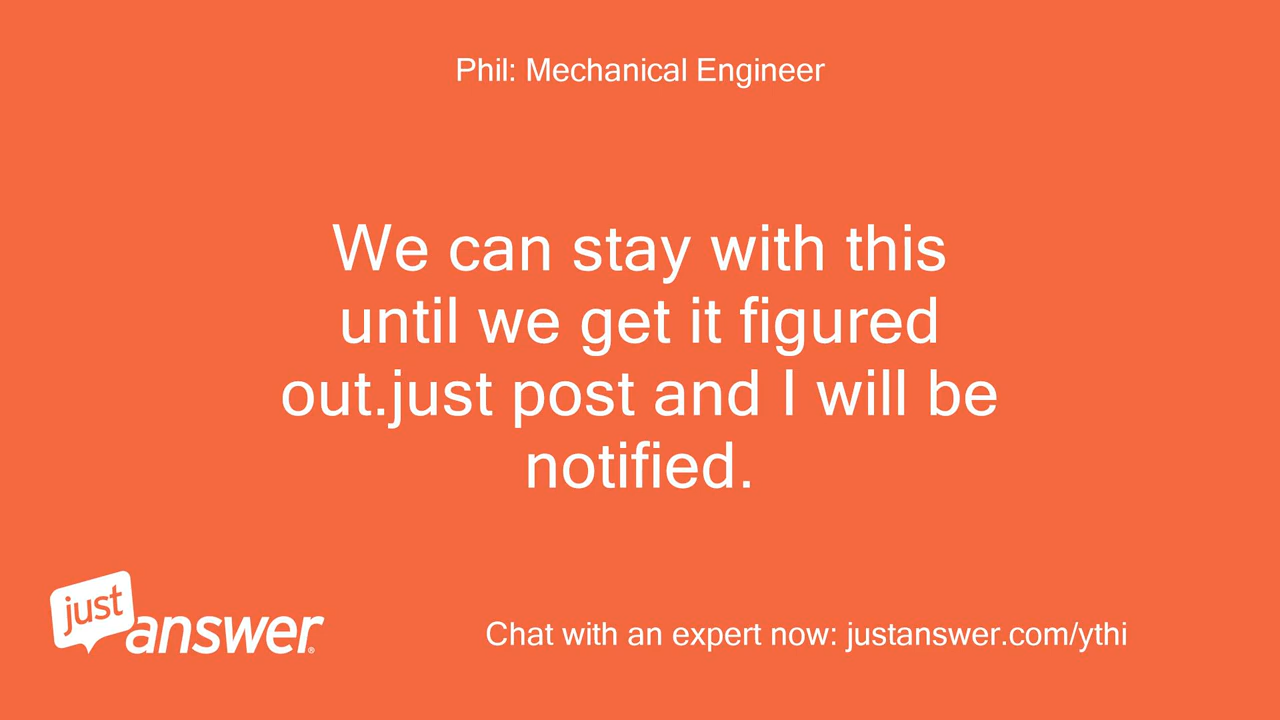 Phil: Mechanical Engineer
We can stay with this
until we get it figured
out.just post and I will be
notified.
just
answer®
Chat with an expert now: justanswer.com/ythi